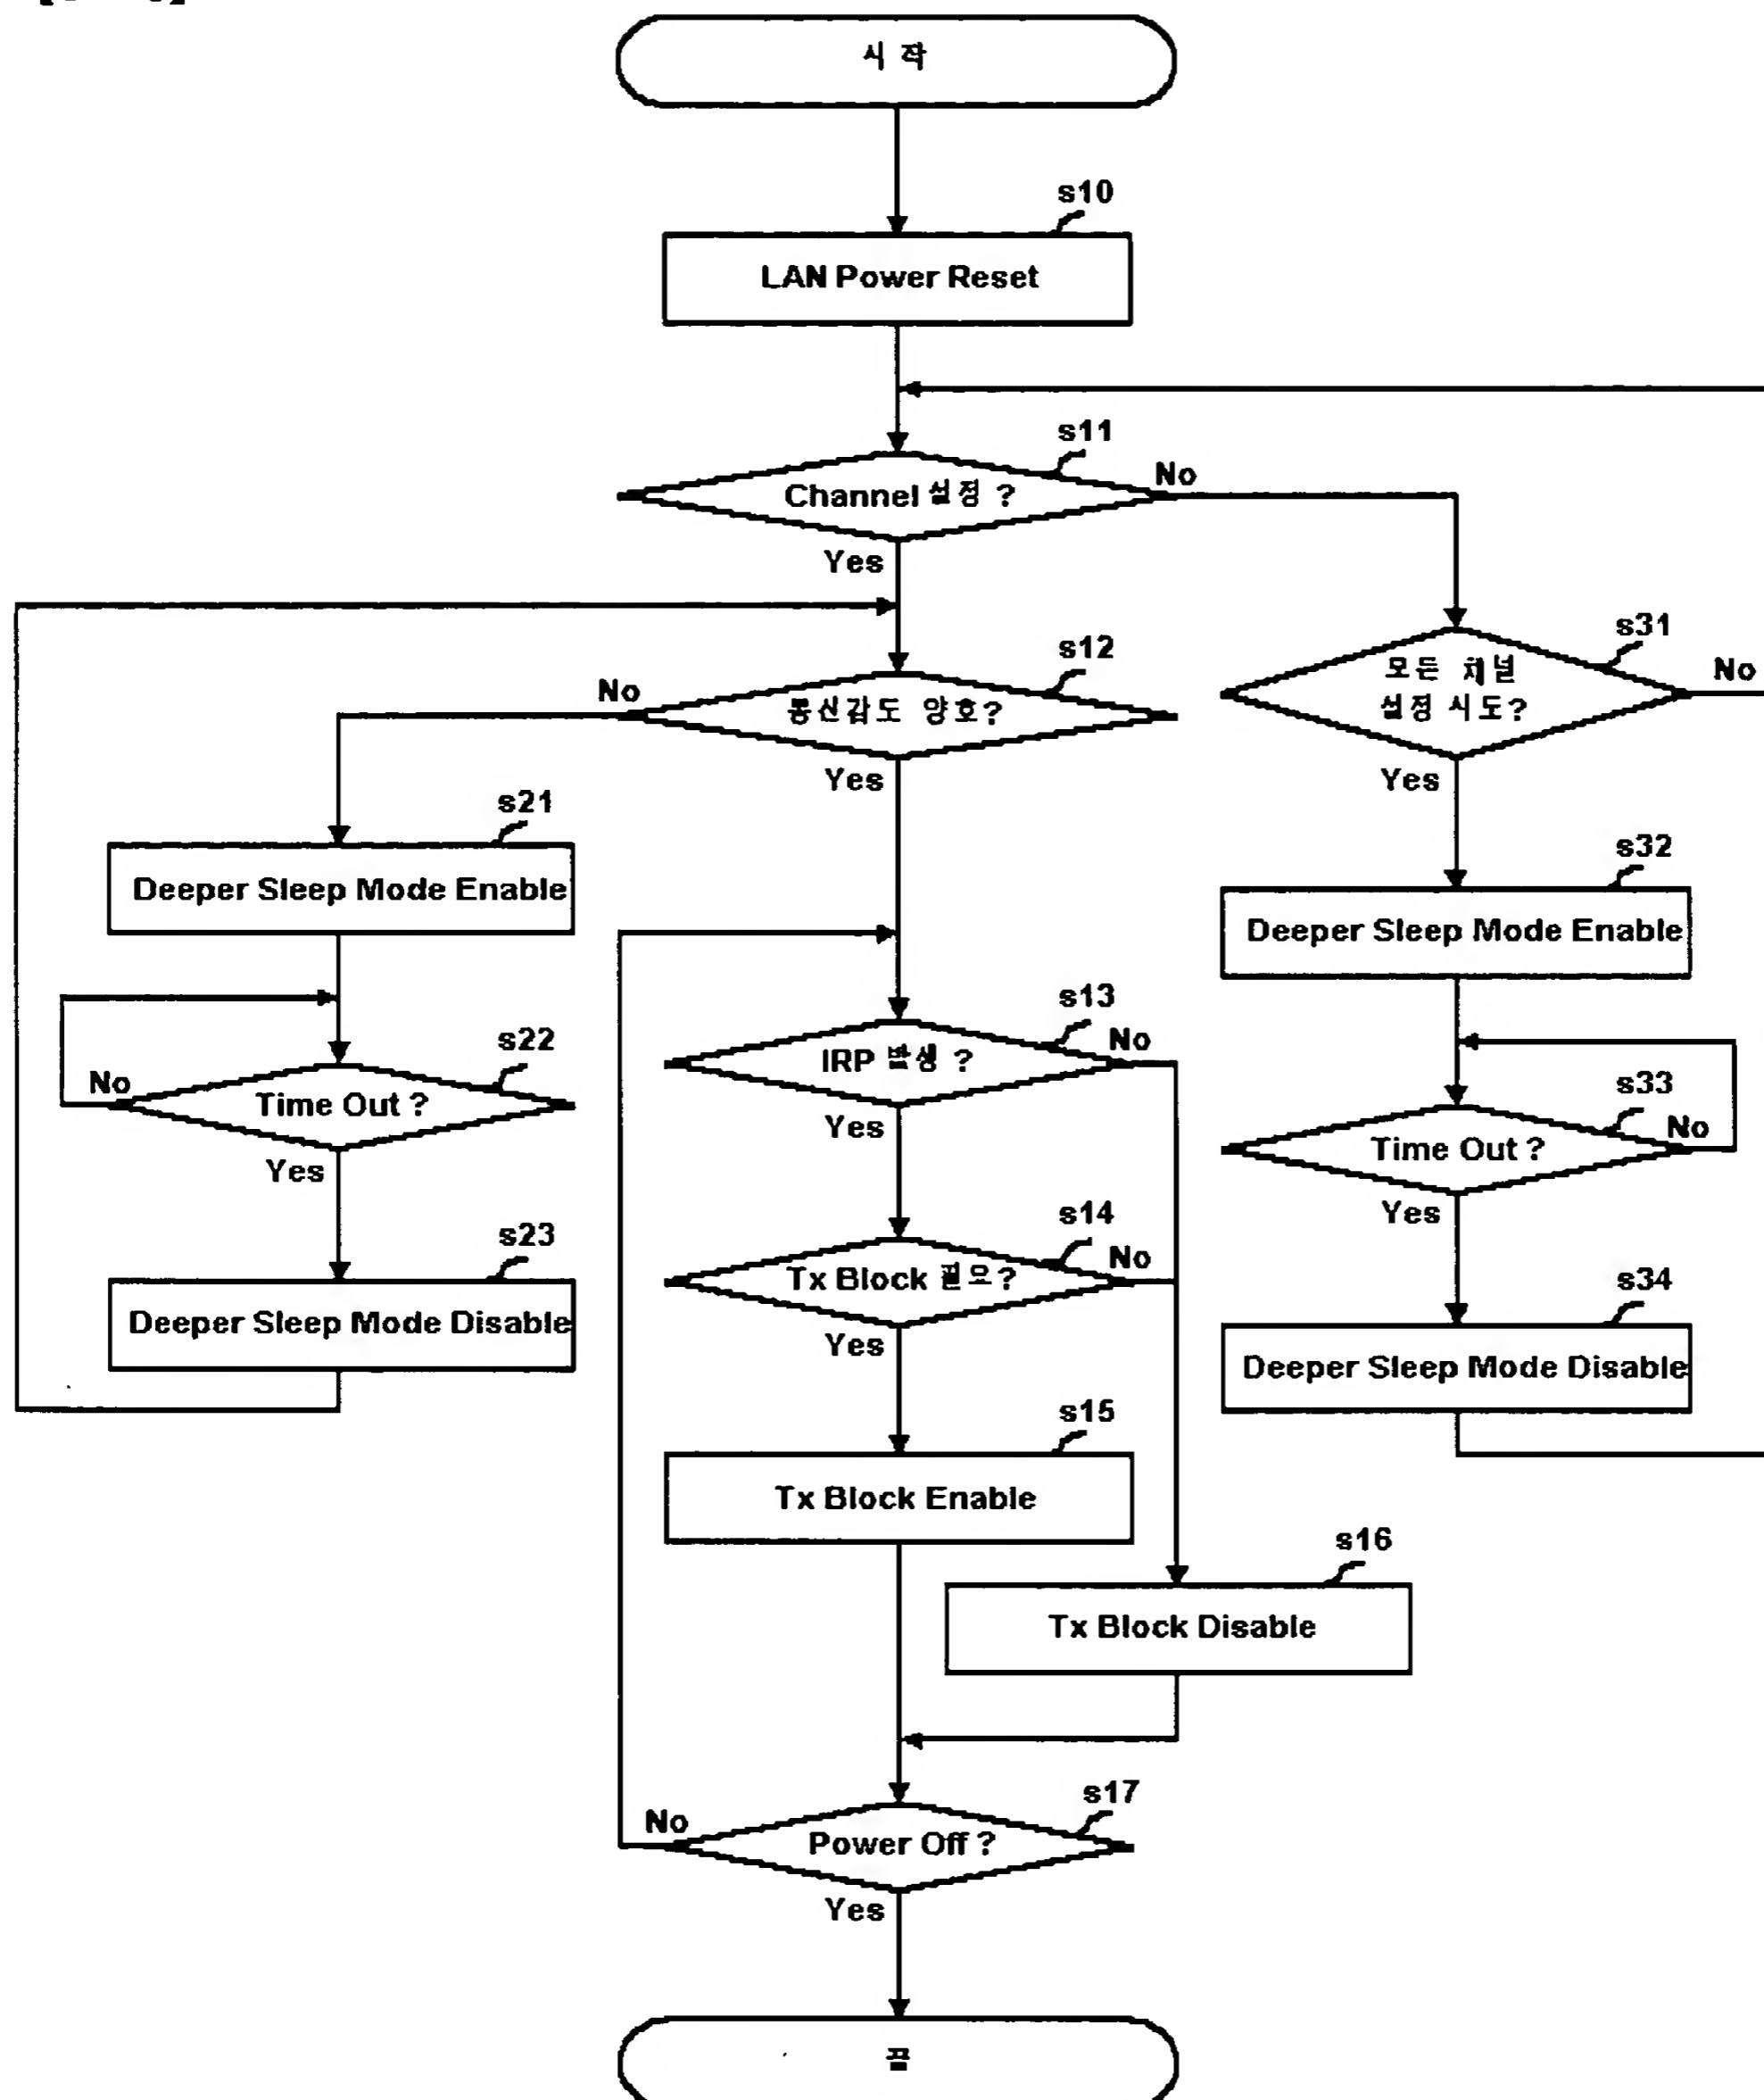 시 작
s10
LAN Power Reset
s11
Channel 설정 ?
No
Yes
s12
통신감도 양호?
No
Yes
s31
모든 채널
설정 시도?
No
Yes
s21
Deeper Sleep Mode Enable
s32
Deeper Sleep Mode Enable
s22
Time Out ?
No
Yes
s13
IRP 발생 ?
No
Yes
s33
Time Out ?
No
Yes
s23
Deeper Sleep Mode Disable
s14
Tx Block 필요?
No
Yes
s34
Deeper Sleep Mode Disable
s15
Tx Block Enable
s16
Tx Block Disable
s17
Power Off ?
No
Yes
끝